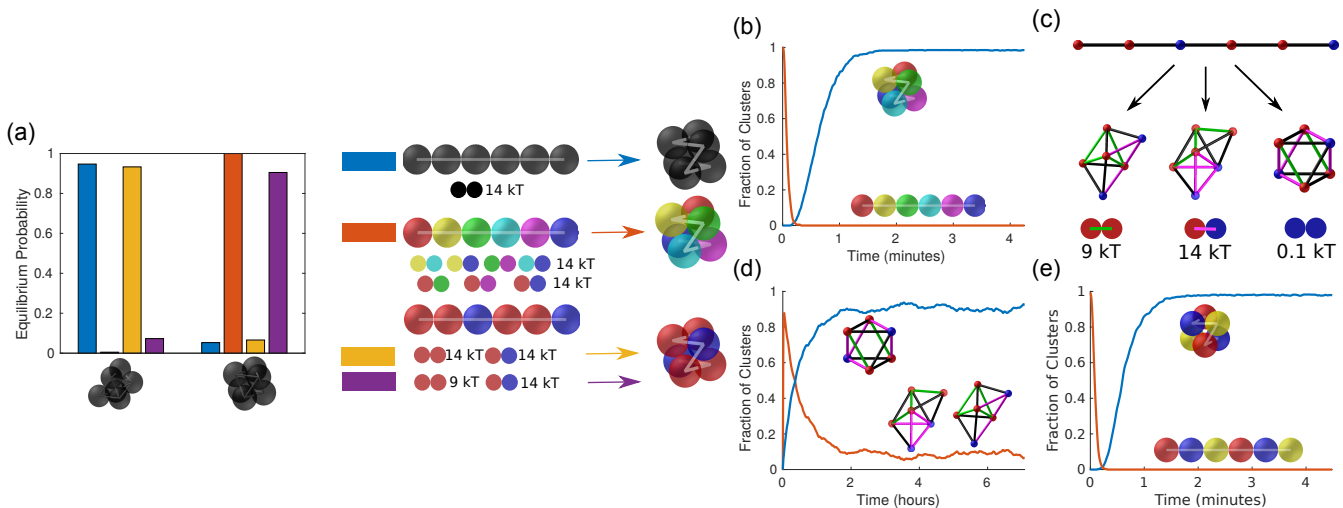 (a)
Equilibrium Probability
1
0.8
0.6
0.4
0.2
0
14 kT
14 kT
14 kT
14 kT
14 kT
9 kT
14 kT
(b)
Fraction of Clusters
1
0.8
0.6
0.4
0.2
0
0 1 2 3 4
Time (minutes)
(c)
9 kT
14 kT
0.1 kT
(d)
Fraction of Clusters
1
0.8
0.6
0.4
0.2
0
0 2 4 6
Time (hours)
(e)
Fraction of Clusters
1
0.8
0.6
0.4
0.2
0
0 1 2 3 4
Time (minutes)